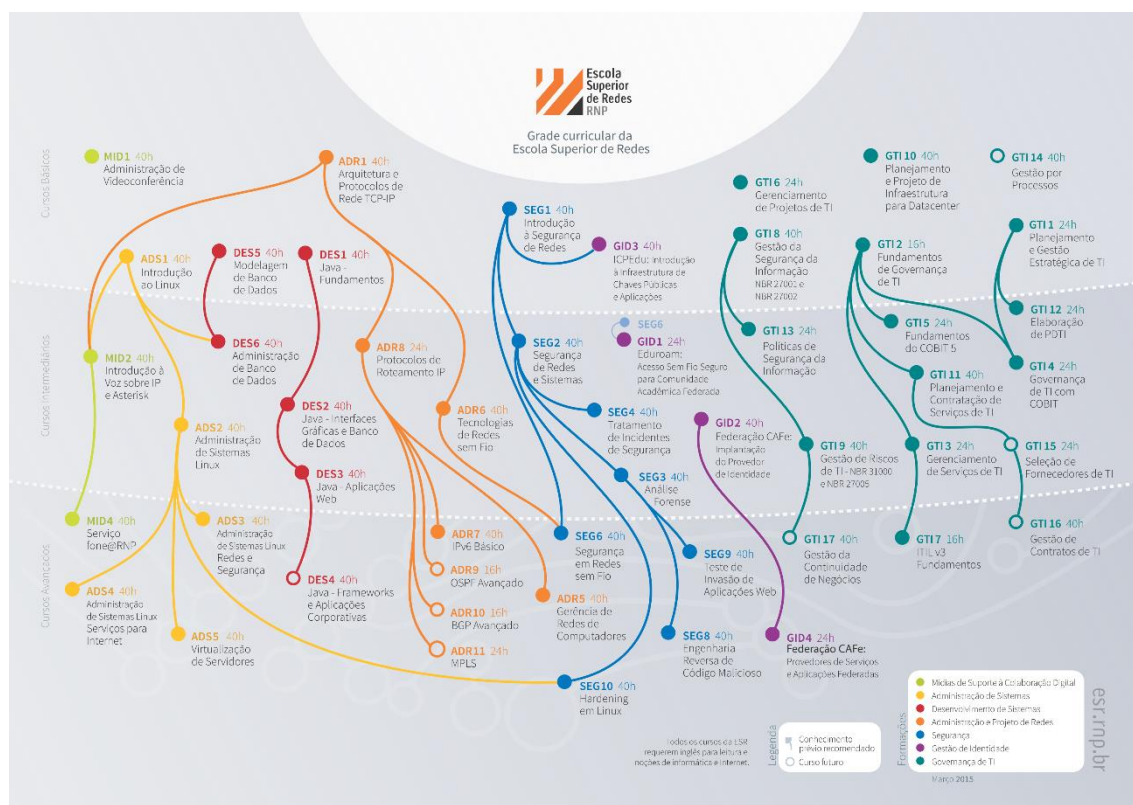 Escola
Superior
de Redes
RNP
Grade curricular da
Escola Superior de Redes
Cursos Básicos
MID1 40h
Administração de
Videoconferência
ADR1 40h
Arquitetura e
Protocolos de
Rede TCP-IP
SEG1 40h
Introdução
à Segurança
de Redes
GTI6 24h
Gerenciamento
de Projetos de TI
GTI10 40h
Planejamento
e Projeto de
Infraestrutura
para Datacenter
GTI14 40h
Gestão por
Processos
ADS1 40h
Introdução
ao Linux
DES5 40h
Modelagem
de Banco
de Dados
DES1 40h
Java -
Fundamentos
GID3 40h
ICPEdu: Introdução
à Infraestrutura de
Chaves Públicas
e Aplicações
GTI8 40h
Gestão da
Segurança da
Informação
NBR 27001 e
NBR 27002
GTI2 16h
Fundamentos
de Governança
de TI
GTI1 24h
Planejamento
e Gestão
Estratégica de TI
Cursos Intermediários
MID2 40h
Introdução à
Voz sobre IP
e Asterisk
DES6 40h
Administração
de Banco
de Dados
ADR8 24h
Protocolos de
Roteamento IP
SEG2 40h
Segurança
de Redes
e Sistemas
SEG6
GID1 24h
Eduroam:
Acesso Sem Fio Seguro
para Comunidade
Acadêmica Federada
GTI13 24h
Políticas de
Segurança da
Informação
GTI5 24h
Fundamentos
do COBIT 5
GTI12 24h
Elaboração
de PDTI
GTI11 40h
Planejamento e
Contratação de
Serviços de TI
GTI4 24h
Governança
de TI com
COBIT
ADS2 40h
Administração
de Sistemas
Linux
DES2 40h
Java - Interfaces
Gráficas e Banco
de Dados
ADR6 40h
Tecnologias
de Redes
sem Fio
SEG4 40h
Tratamento
de Incidentes
de Segurança
GID2 40h
Federação CAFe:
Implantação
do Provedor
de Identidade
GTI9 40h
Gestão de Riscos
de TI - NBR 31000
e NBR 27005
GTI3 24h
Gerenciamento
de Serviços de TI
GTI15 24h
Seleção de
Fornecedores de TI
DES3 40h
Java - Aplicações
Web
SEG3 40h
Análise
Forense
Cursos Avançados
MID4 40h
Serviço
fone@RNP
ADS3 40h
Administração
de Sistemas Linux
Redes e
Segurança
ADR7 40h
IPv6 Básico
SEG6 40h
Segurança
em Redes
sem Fio
SEG9 40h
Teste de
Invasão de
Aplicações Web
GTI17 40h
Gestão da
Continuidade
de Negócios
GTI7 16h
ITIL v3
Fundamentos
GTI16 40h
Gestão de
Contratos de TI
ADS4 40h
Administração
de Sistemas Linux
Serviços para
Internet
DES4 40h
Java - Frameworks
e Aplicações
Corporativas
ADR9 16h
OSPF Avançado
ADR10 16h
BGP Avançado
ADR5 40h
Gerência de
Redes de
Computadores
ADS5 40h
Virtualização
de Servidores
ADR11 24h
MPLS
SEG8 40h
Engenharia
Reversa de
Código Malicioso
GID4 24h
Federação CAFe:
Provedores de Serviços
e Aplicações Federadas
SEG10 40h
Hardening
em Linux
Todos os cursos da ESR
requerem inglês para leitura e
noções de informática e Internet.
Legenda
Conhecimento
prévio recomendado
Curso futuro
Formações
Mídias de Suporte à Colaboração Digital
Administração de Sistemas
Desenvolvimento de Sistemas
Administração e Projeto de Redes
Segurança
Gestão de Identidade
Governança de TI
Março 2015
esr.rnp.br